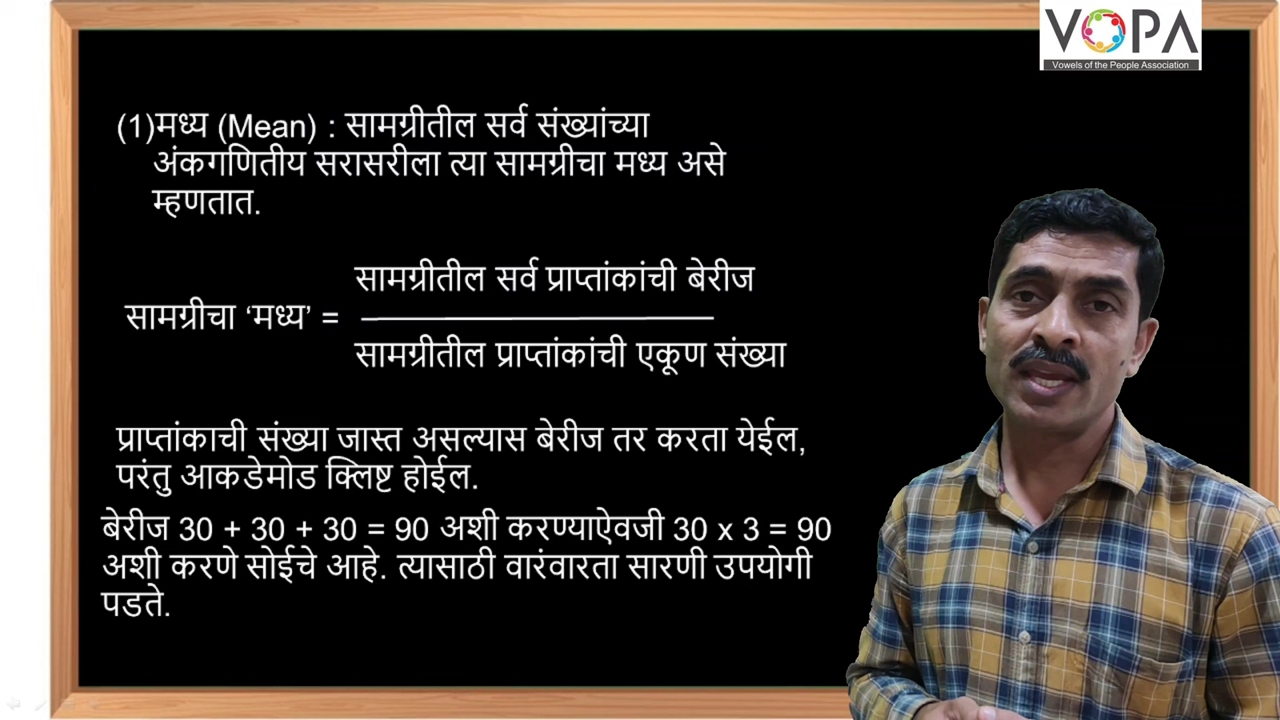 VOPA
Vowels of the People Association
(1)मध्य (Mean) : सामग्रीतील सर्व संख्यांच्या
अंकगणितीय सरासरीला त्या सामग्रीचा मध्य असे
म्हणतात.
सामग्रीतील सर्व प्राप्तांकांची बेरीज
सामग्रीचा ‘मध्य’ =
सामग्रीतील प्राप्तांकांची एकूण संख्या
प्राप्तांकाची संख्या जास्त असल्यास बेरीज तर करता येईल,
परंतु आकडेमोड क्लिष्ट होईल.
बेरीज 30 + 30 + 30 = 90 अशी करण्याऐवजी 30 x 3 = 90
अशी करणे सोईचे आहे. त्यासाठी वारंवारता सारणी उपयोगी
पडते.